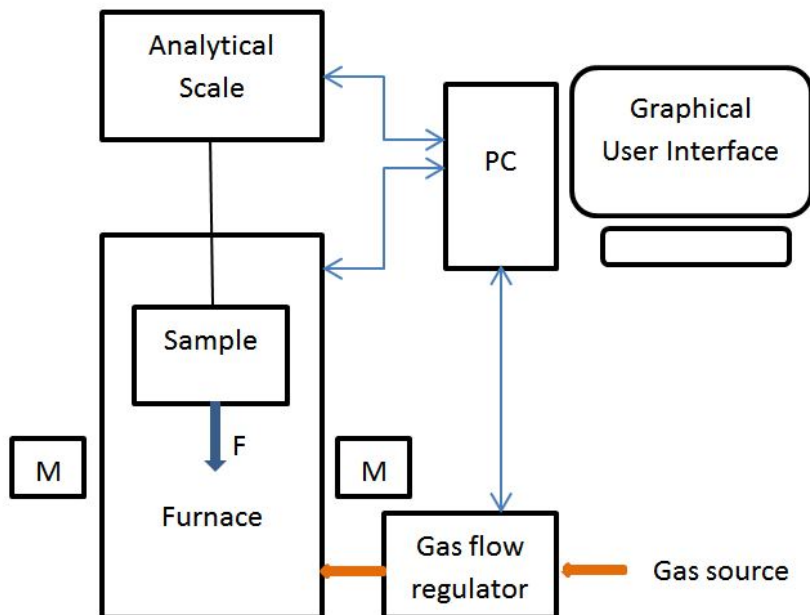 Analytical
Scale
PC
Graphical
User Interface
Sample
F
M
M
Furnace
Gas flow
regulator
Gas source